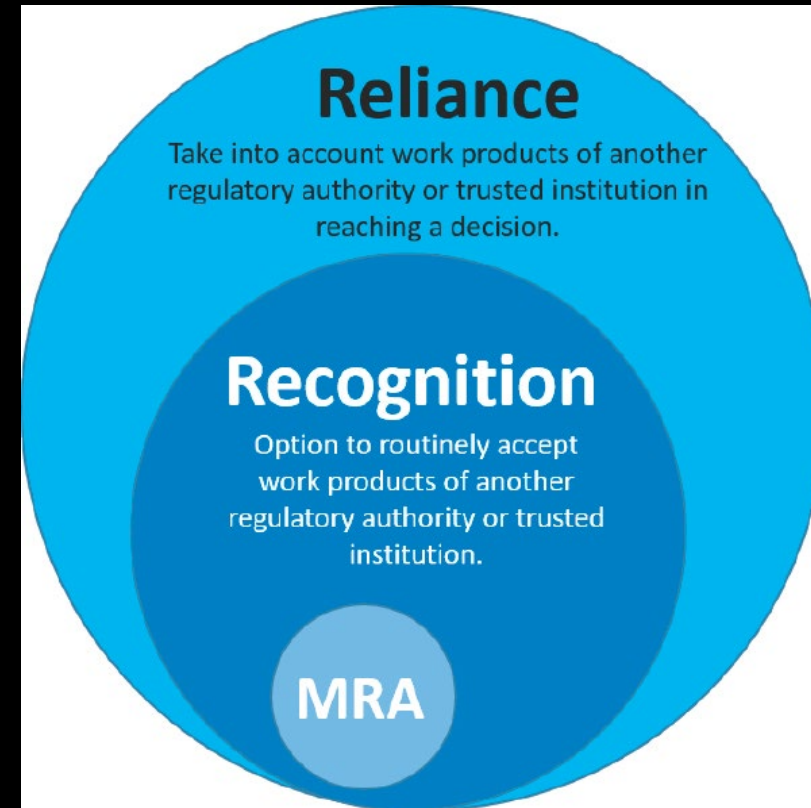 Reliance
Take into account work products of another
regulatory authority or trusted institution in
reaching a decision.
Recognition
Option to routinely accept
work products of another
regulatory authority or trusted
institution.
MRA